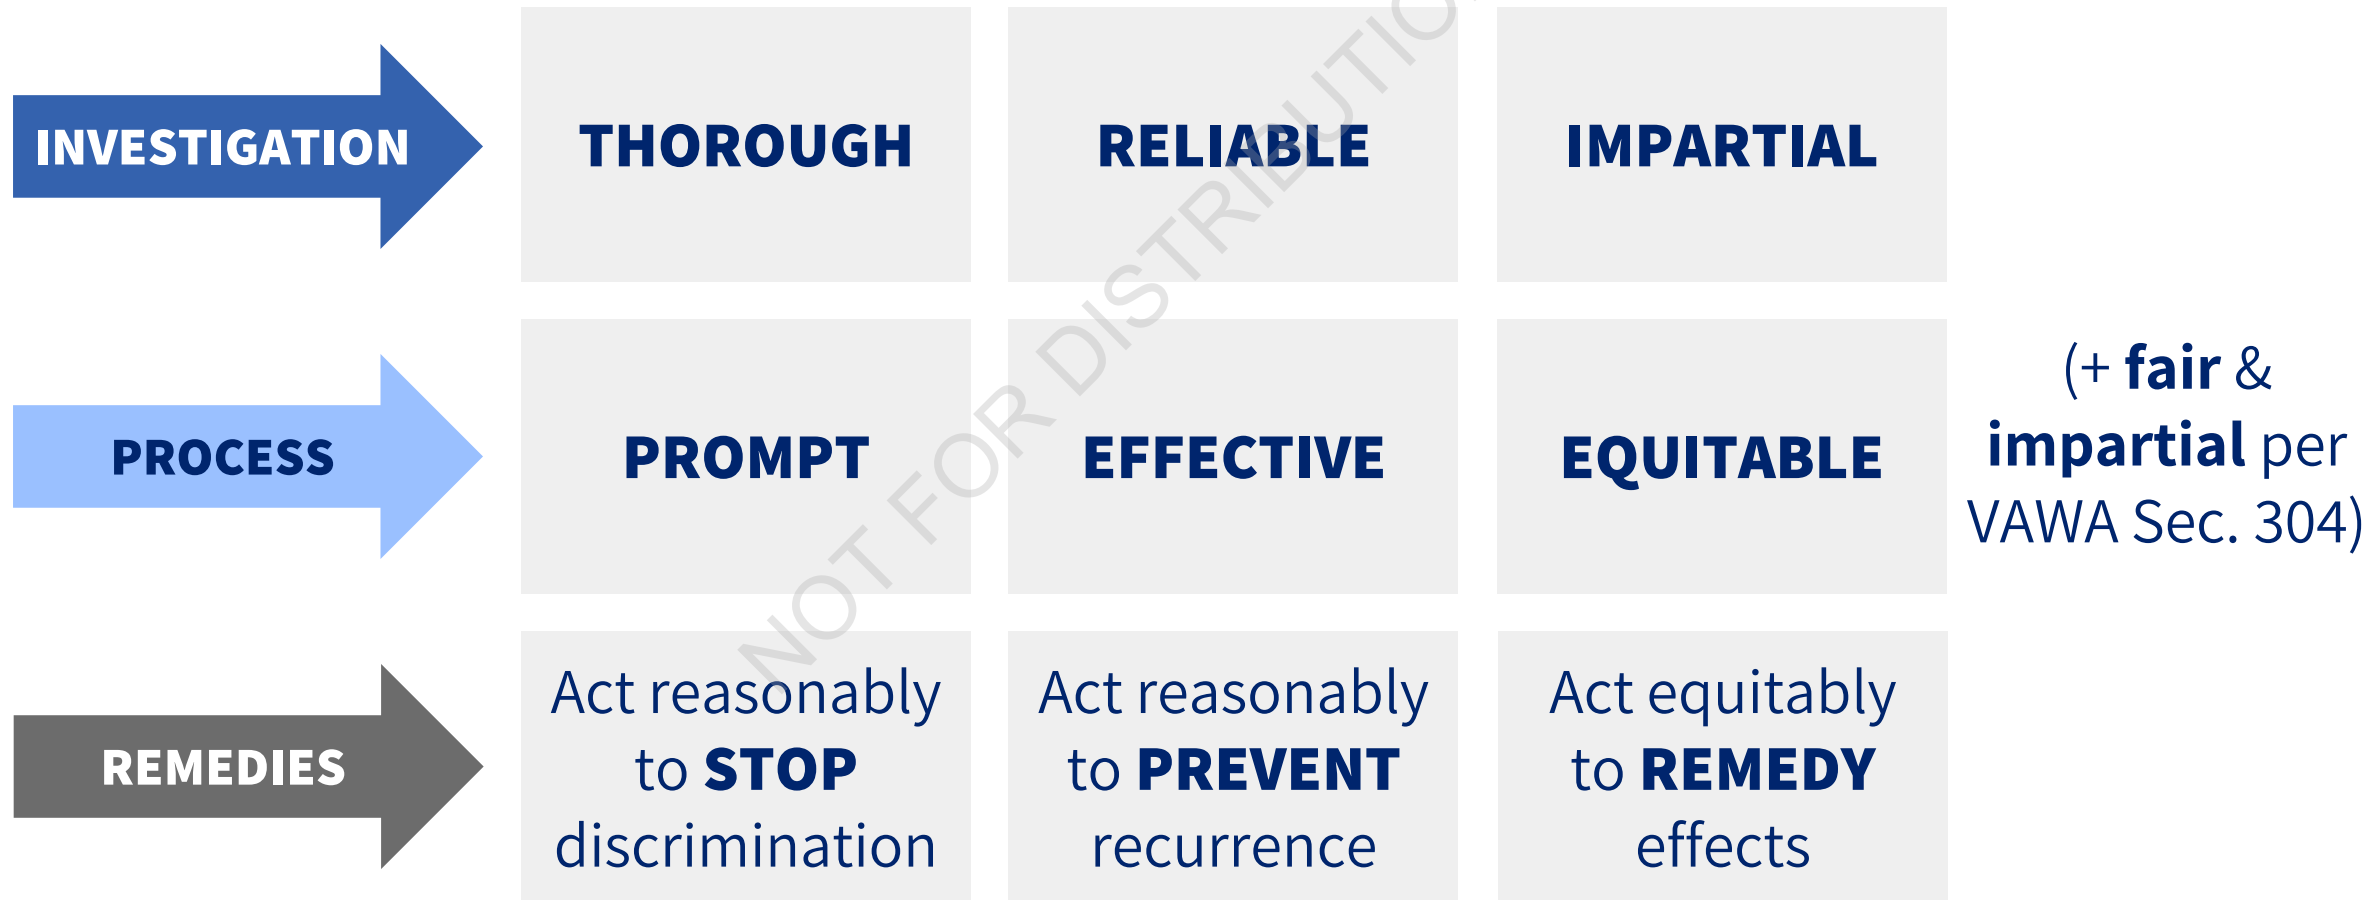 INVESTIGATION
THOROUGH
RELIABLE
IMPARTIAL
PROCESS
PROMPT
EFFECTIVE
EQUITABLE
(+ fair &
impartial per
VAWA Sec. 304)
REMEDIES
Act reasonably
to STOP
discrimination
Act reasonably
to PREVENT
recurrence
Act equitably
to REMEDY
effects
NOT FOR DISTRIBUTIO